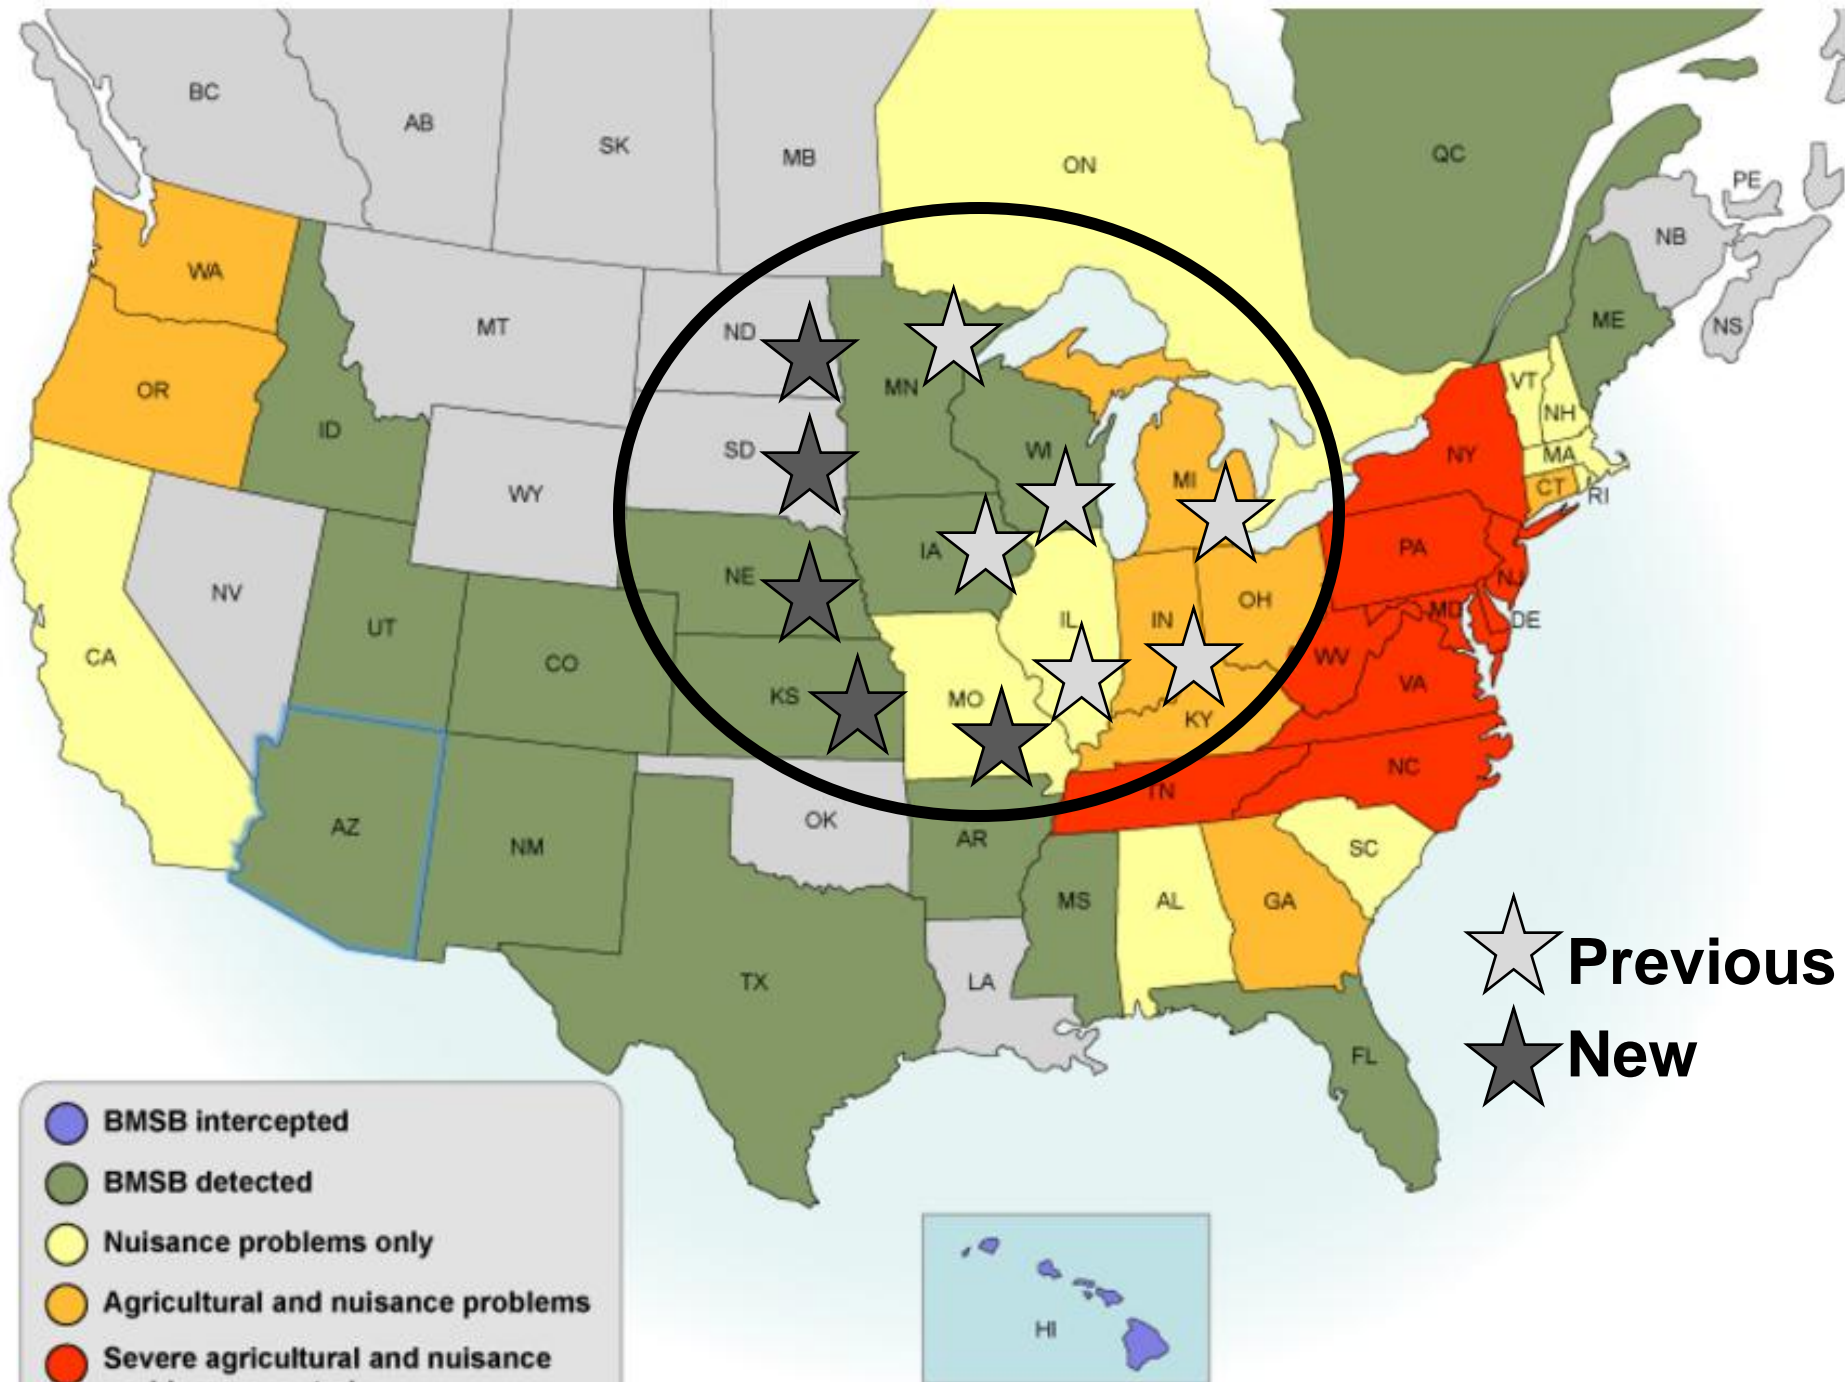 BC
AB
SK
MB
ON
QC
PE
NB
NS
WA
MT
ND
MN
ME
OR
ID
SD
WI
MI
VT
NH
NY
MA
CT
RI
WY
NE
IA
PA
NJ
NV
UT
CO
IL
IN
OH
MD
DE
CA
KS
MO
KY
WV
VA
AZ
NM
OK
AR
TN
NC
SC
TX
LA
MS
AL
GA
FL
Previous
New
BMSB intercepted
BMSB detected
Nuisance problems only
Agricultural and nuisance problems
Severe agricultural and nuisance
HI